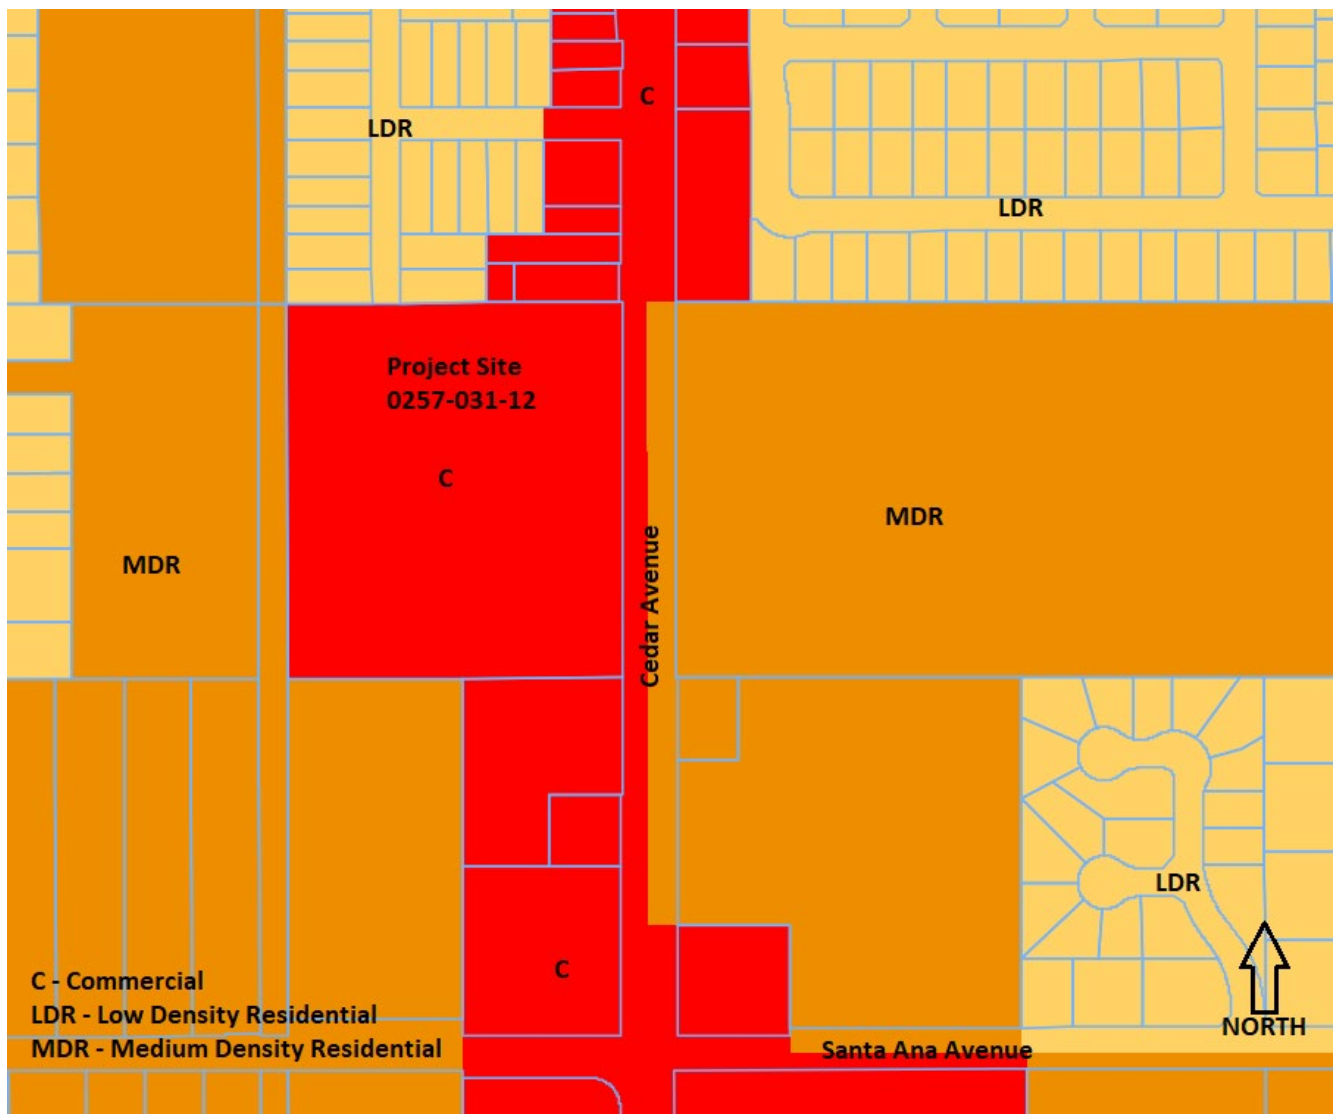 C
LDR
LDR
Project Site
0257-031-12
C
MDR
MDR
Cedar Avenue
LDR
C
C - Commercial
LDR - Low Density Residential
MDR - Medium Density Residential
NORTH
Santa Ana Avenue